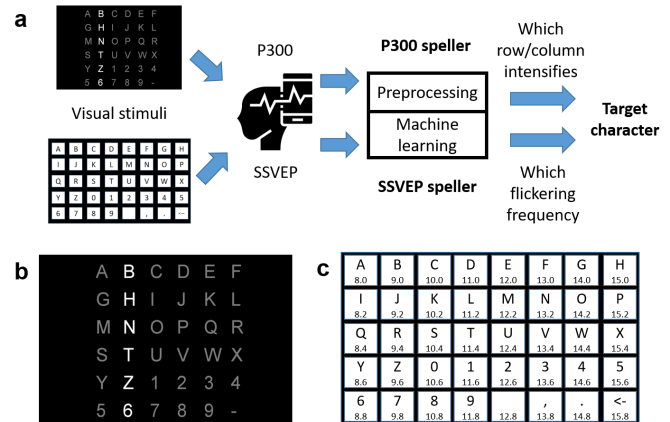 a
A B C D E F
G H I J K L
M N O P Q R
S T U V W X
Y Z 1 2 3 4
5 6 7 8 9 -
Visual stimuli
A B C D E F G H
I J K L M N O P
Q R S T U V W X
Y Z 0 1 2 3 4 5
6 7 8 9 , . <-
P300
SSVEP
P300 speller
Preprocessing
Machine
learning
SSVEP speller
Which
row/column
intensifies
Which
flickering
frequency
Target
character
b
A B C D E F
G H I J K L
M N O P Q R
S T U V W X
Y Z 1 2 3 4
5 6 7 8 9 -
c
A B C D E F G H
8.0 9.0 10.0 11.0 12.0 13.0 14.0 15.0
I J K L M N O P
8.2 9.2 10.2 11.2 12.2 13.2 14.2 15.2
Q R S T U V W X
8.4 9.4 10.4 11.4 12.4 13.4 14.4 15.4
Y Z 0 1 2 3 4 5
8.6 9.6 10.6 11.6 12.6 13.6 14.6 15.6
6 7 8 9 , . <-
8.8 9.8 10.8 11.8 12.8 13.8 14.8 15.8